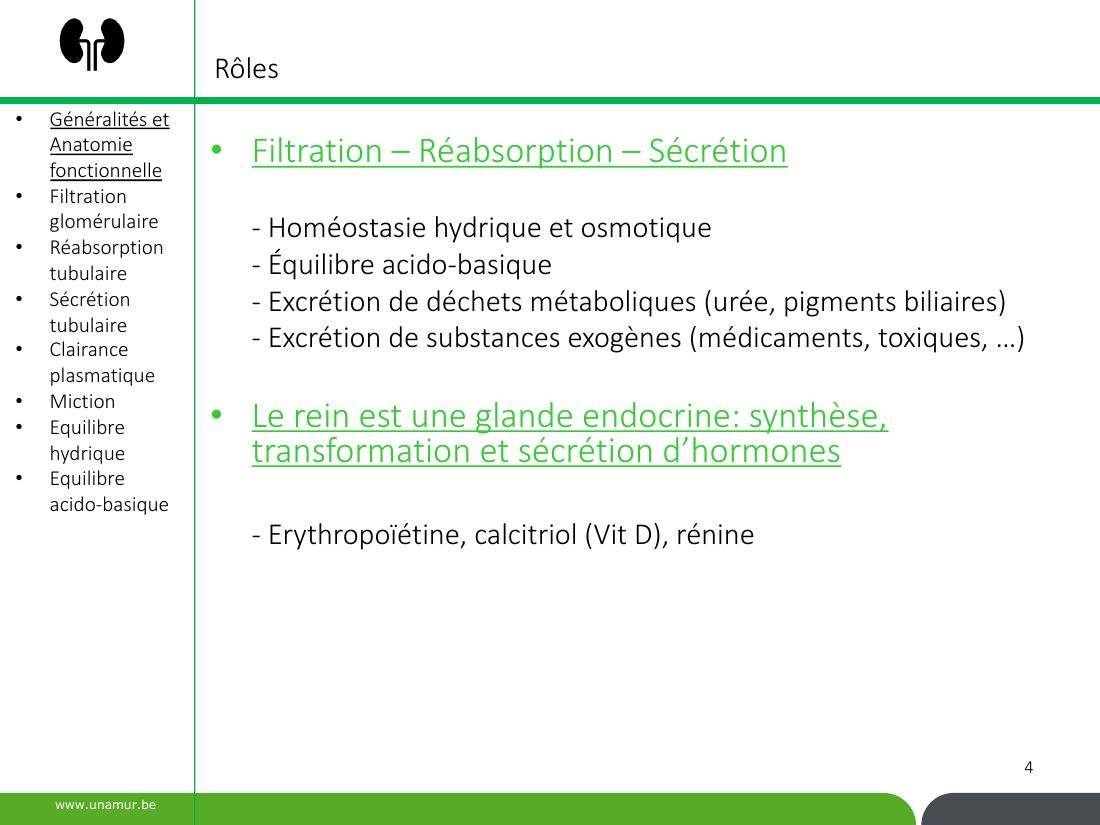 Rôles
• Généralités et
Anatomie
fonctionnelle
• Filtration
glomérulaire
• Réabsorption
tubulaire
• Sécrétion
tubulaire
• Clairance
plasmatique
• Miction
• Equilibre
hydrique
• Equilibre
acido-basique
• Filtration – Réabsorption – Sécrétion
- Homéostasie hydrique et osmotique
- Équilibre acido-basique
- Excrétion de déchets métaboliques (urée, pigments biliaires)
- Excrétion de substances exogènes (médicaments, toxiques, …)
• Le rein est une glande endocrine: synthèse,
transformation et sécrétion d’hormones
- Erythropoïétine, calcitriol (Vit D), rénine
4
www.unamur.be